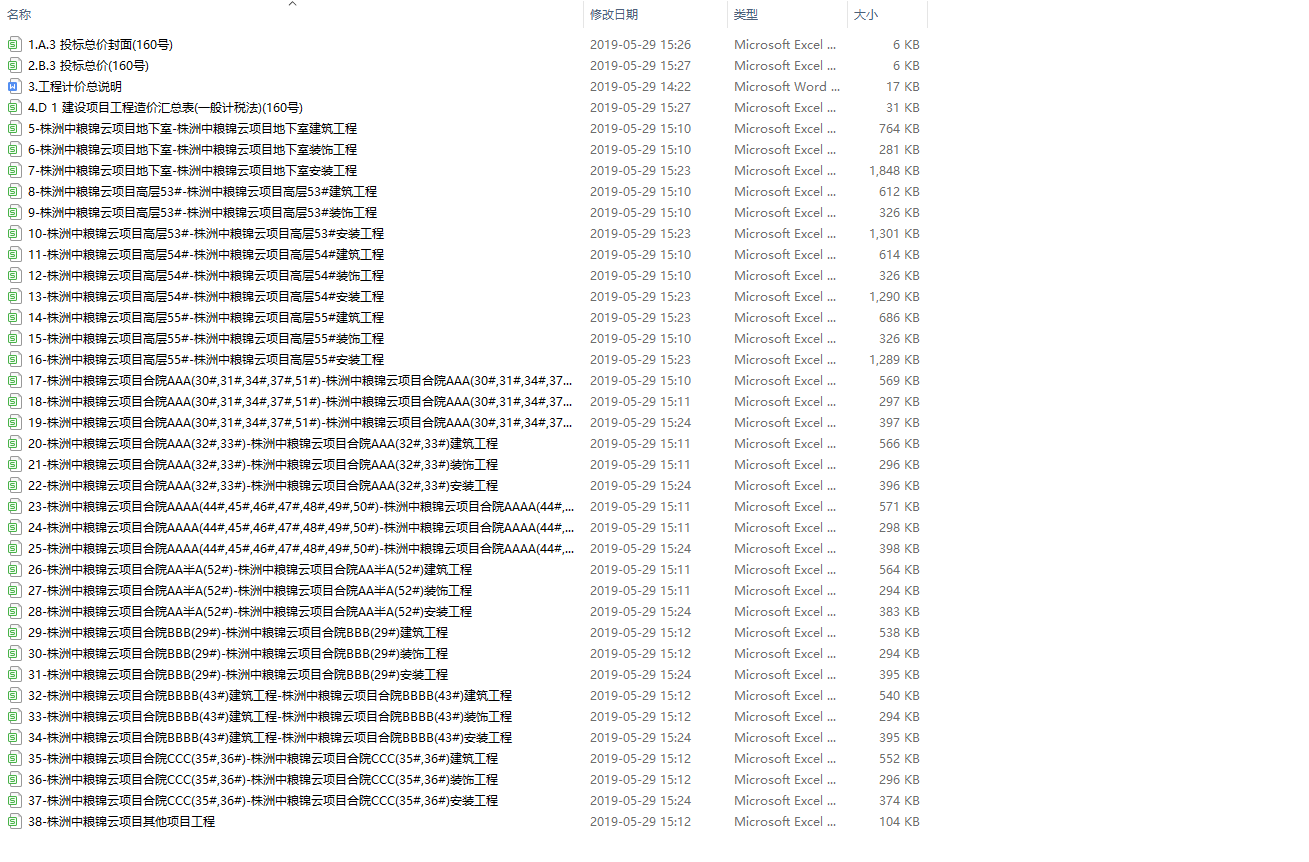 名称 修改日期 类型 大小
1.A.3 投标总价封面(160号) 2019-05-29 15:26 Microsoft Excel ... 6 KB
2.B.3 投标总价(160号) 2019-05-29 15:27 Microsoft Excel ... 6 KB
3.工程计价总说明 2019-05-29 14:22 Microsoft Word ... 17 KB
4.D 1 建设项目工程造价汇总表(一般计税法)(160号) 2019-05-29 15:27 Microsoft Excel ... 31 KB
5-株洲中粮锦云项目地下室-株洲中粮锦云项目地下室建筑工程 2019-05-29 15:10 Microsoft Excel ... 764 KB
6-株洲中粮锦云项目地下室-株洲中粮锦云项目地下室装饰工程 2019-05-29 15:10 Microsoft Excel ... 281 KB
7-株洲中粮锦云项目地下室-株洲中粮锦云项目地下室安装工程 2019-05-29 15:23 Microsoft Excel ... 1,848 KB
8-株洲中粮锦云项目高层53#-株洲中粮锦云项目高层53#建筑工程 2019-05-29 15:10 Microsoft Excel ... 612 KB
9-株洲中粮锦云项目高层53#-株洲中粮锦云项目高层53#装饰工程 2019-05-29 15:10 Microsoft Excel ... 326 KB
10-株洲中粮锦云项目高层53#-株洲中粮锦云项目高层53#安装工程 2019-05-29 15:23 Microsoft Excel ... 1,301 KB
11-株洲中粮锦云项目高层54#-株洲中粮锦云项目高层54#建筑工程 2019-05-29 15:10 Microsoft Excel ... 614 KB
12-株洲中粮锦云项目高层54#-株洲中粮锦云项目高层54#装饰工程 2019-05-29 15:10 Microsoft Excel ... 326 KB
13-株洲中粮锦云项目高层54#-株洲中粮锦云项目高层54#安装工程 2019-05-29 15:23 Microsoft Excel ... 1,290 KB
14-株洲中粮锦云项目高层55#-株洲中粮锦云项目高层55#建筑工程 2019-05-29 15:23 Microsoft Excel ... 686 KB
15-株洲中粮锦云项目高层55#-株洲中粮锦云项目高层55#装饰工程 2019-05-29 15:10 Microsoft Excel ... 326 KB
16-株洲中粮锦云项目高层55#-株洲中粮锦云项目高层55#安装工程 2019-05-29 15:23 Microsoft Excel ... 1,289 KB
17-株洲中粮锦云项目合院AAA(30#,31#,34#,37#,51#)-株洲中粮锦云项目合院AAA(30#,31#,34#,37... 2019-05-29 15:10 Microsoft Excel ... 569 KB
18-株洲中粮锦云项目合院AAA(30#,31#,34#,37#,51#)-株洲中粮锦云项目合院AAA(30#,31#,34#,37... 2019-05-29 15:11 Microsoft Excel ... 297 KB
19-株洲中粮锦云项目合院AAA(30#,31#,34#,37#,51#)-株洲中粮锦云项目合院AAA(30#,31#,34#,37... 2019-05-29 15:24 Microsoft Excel ... 397 KB
20-株洲中粮锦云项目合院AAA(32#,33#)-株洲中粮锦云项目合院AAA(32#,33#)建筑工程 2019-05-29 15:11 Microsoft Excel ... 566 KB
21-株洲中粮锦云项目合院AAA(32#,33#)-株洲中粮锦云项目合院AAA(32#,33#)装饰工程 2019-05-29 15:11 Microsoft Excel ... 296 KB
22-株洲中粮锦云项目合院AAA(32#,33#)-株洲中粮锦云项目合院AAA(32#,33#)安装工程 2019-05-29 15:24 Microsoft Excel ... 396 KB
23-株洲中粮锦云项目合院AAAA(44#,45#,46#,47#,48#,49#,50#)-株洲中粮锦云项目合院AAAA(44#,... 2019-05-29 15:11 Microsoft Excel ... 571 KB
24-株洲中粮锦云项目合院AAAA(44#,45#,46#,47#,48#,49#,50#)-株洲中粮锦云项目合院AAAA(44#,... 2019-05-29 15:11 Microsoft Excel ... 298 KB
25-株洲中粮锦云项目合院AAAA(44#,45#,46#,47#,48#,49#,50#)-株洲中粮锦云项目合院AAAA(44#,... 2019-05-29 15:24 Microsoft Excel ... 398 KB
26-株洲中粮锦云项目合院AA半A(52#)-株洲中粮锦云项目合院AA半A(52#)建筑工程 2019-05-29 15:11 Microsoft Excel ... 564 KB
27-株洲中粮锦云项目合院AA半A(52#)-株洲中粮锦云项目合院AA半A(52#)装饰工程 2019-05-29 15:11 Microsoft Excel ... 294 KB
28-株洲中粮锦云项目合院AA半A(52#)-株洲中粮锦云项目合院AA半A(52#)安装工程 2019-05-29 15:24 Microsoft Excel ... 383 KB
29-株洲中粮锦云项目合院BBB(29#)-株洲中粮锦云项目合院BBB(29#)建筑工程 2019-05-29 15:12 Microsoft Excel ... 538 KB
30-株洲中粮锦云项目合院BBB(29#)-株洲中粮锦云项目合院BBB(29#)装饰工程 2019-05-29 15:12 Microsoft Excel ... 294 KB
31-株洲中粮锦云项目合院BBB(29#)-株洲中粮锦云项目合院BBB(29#)安装工程 2019-05-29 15:24 Microsoft Excel ... 395 KB
32-株洲中粮锦云项目合院BBBB(43#)建筑工程-株洲中粮锦云项目合院BBBB(43#)建筑工程 2019-05-29 15:12 Microsoft Excel ... 540 KB
33-株洲中粮锦云项目合院BBBB(43#)建筑工程-株洲中粮锦云项目合院BBBB(43#)装饰工程 2019-05-29 15:12 Microsoft Excel ... 294 KB
34-株洲中粮锦云项目合院BBBB(43#)建筑工程-株洲中粮锦云项目合院BBBB(43#)安装工程 2019-05-29 15:24 Microsoft Excel ... 395 KB
35-株洲中粮锦云项目合院CCC(35#,36#)-株洲中粮锦云项目合院CCC(35#,36#)建筑工程 2019-05-29 15:12 Microsoft Excel ... 552 KB
36-株洲中粮锦云项目合院CCC(35#,36#)-株洲中粮锦云项目合院CCC(35#,36#)装饰工程 2019-05-29 15:12 Microsoft Excel ... 296 KB
37-株洲中粮锦云项目合院CCC(35#,36#)-株洲中粮锦云项目合院CCC(35#,36#)安装工程 2019-05-29 15:24 Microsoft Excel ... 374 KB
38-株洲中粮锦云项目其他项目工程 2019-05-29 15:12 Microsoft Excel ... 104 KB